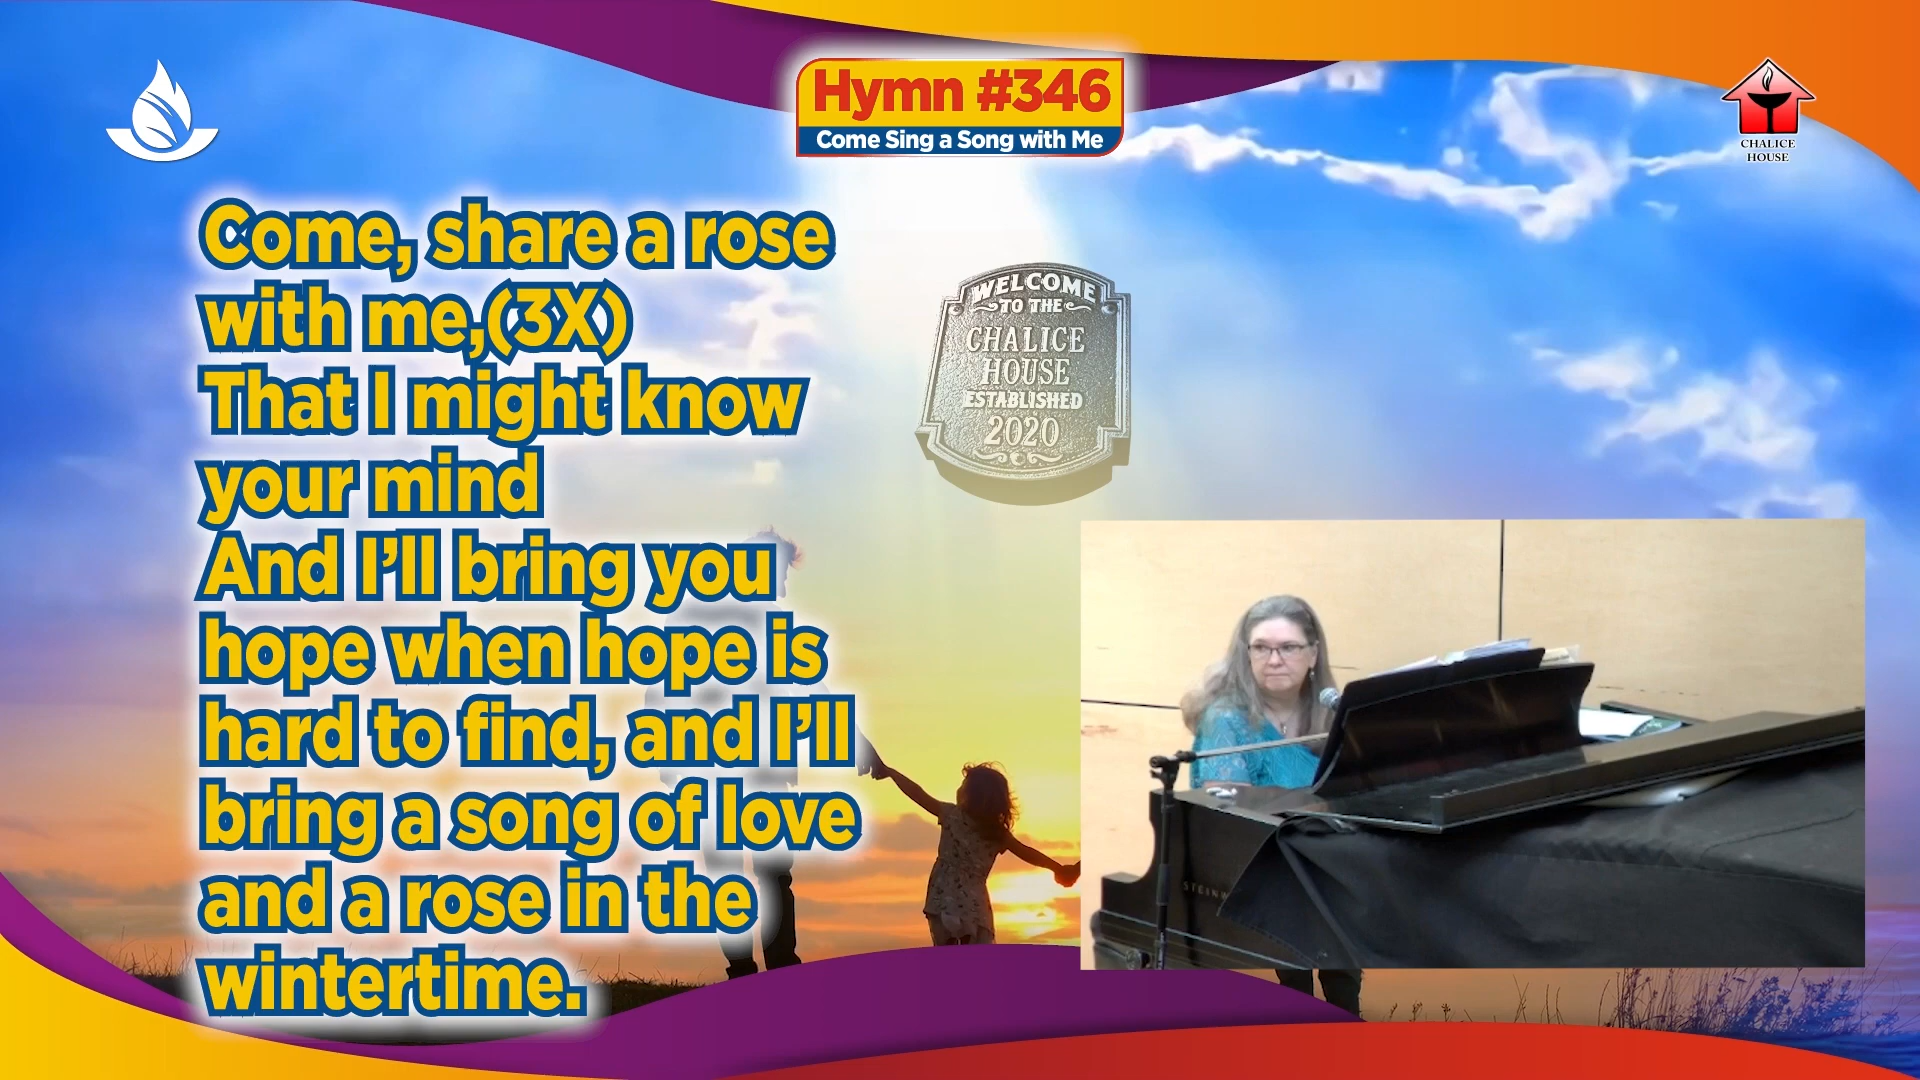 Hymn #346
Come Sing a Song with Me
CHALICE
HOUSE
Come, share a rose
with me,(3X)
That I might know
your mind
And I’ll bring you
hope when hope is
hard to find, and I’ll
bring a song of love
and a rose in the
wintertime.
WELCOME
TO THE
CHALICE
HOUSE
ESTABLISHED
2020